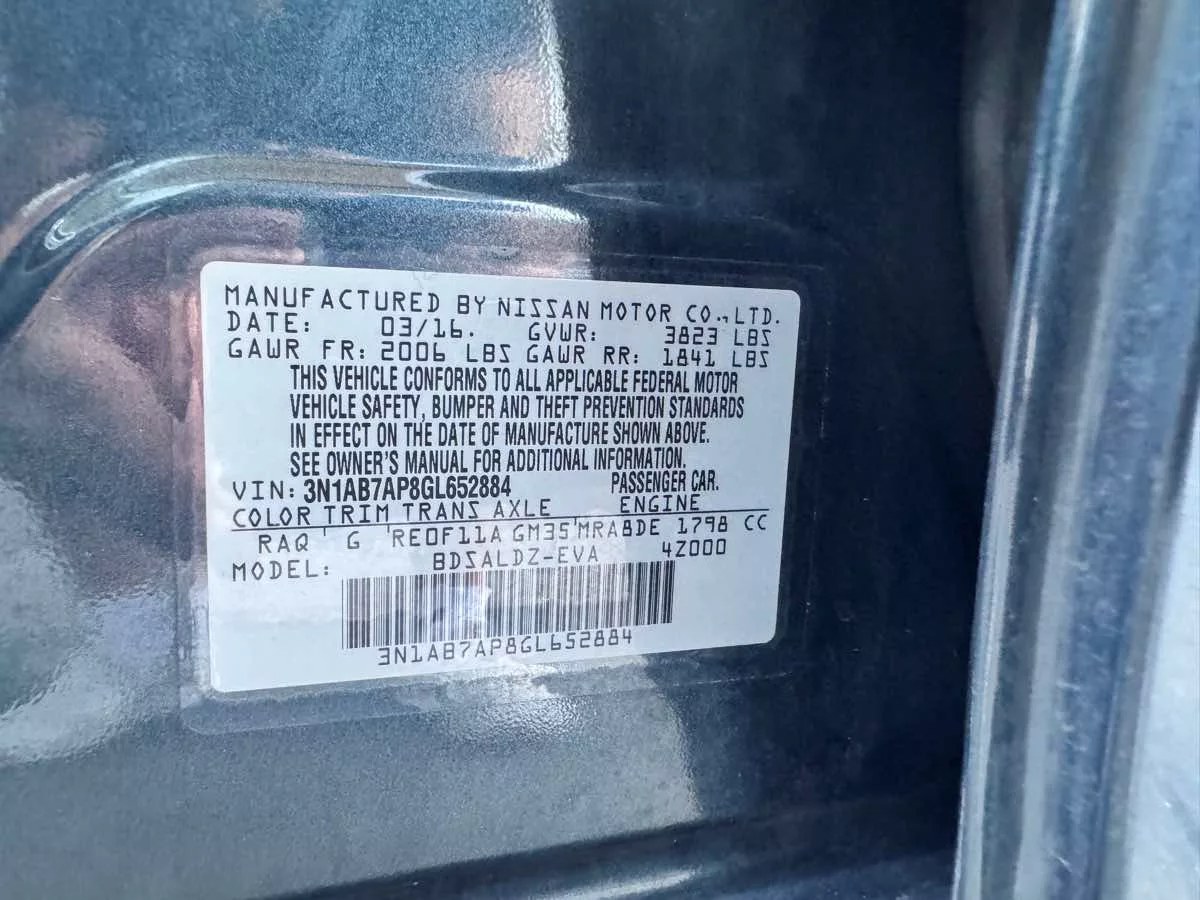 MANUFACTURED BY NISSAN MOTOR CO., LTD.
DATE: 03/16. GVWR: 3823 LBS
GAWR FR: 2006 LBS GAWR RR: 1841 LBS
THIS VEHICLE CONFORMS TO ALL APPLICABLE FEDERAL MOTOR
VEHICLE SAFETY, BUMPER AND THEFT PREVENTION STANDARDS
IN EFFECT ON THE DATE OF MANUFACTURE SHOWN ABOVE.
SEE OWNER'S MANUAL FOR ADDITIONAL INFORMATION.
VIN: 3N1AB7AP8GL652884 PASSENGER CAR.
COLOR TRIM TRANS AXLE ENGINE
RAQ ' G 'RE0F11A GM35'MRA8DE 1798 CC
MODEL: BDSALDZ-EVA 4Z000
3N1AB7AP8GL652884